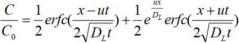 C/C₀ = 1/2 erfc(x-ut / 2√D_L t) + 1/2 e^(ux/D_L) erfc(x+ut / 2√D_L t)